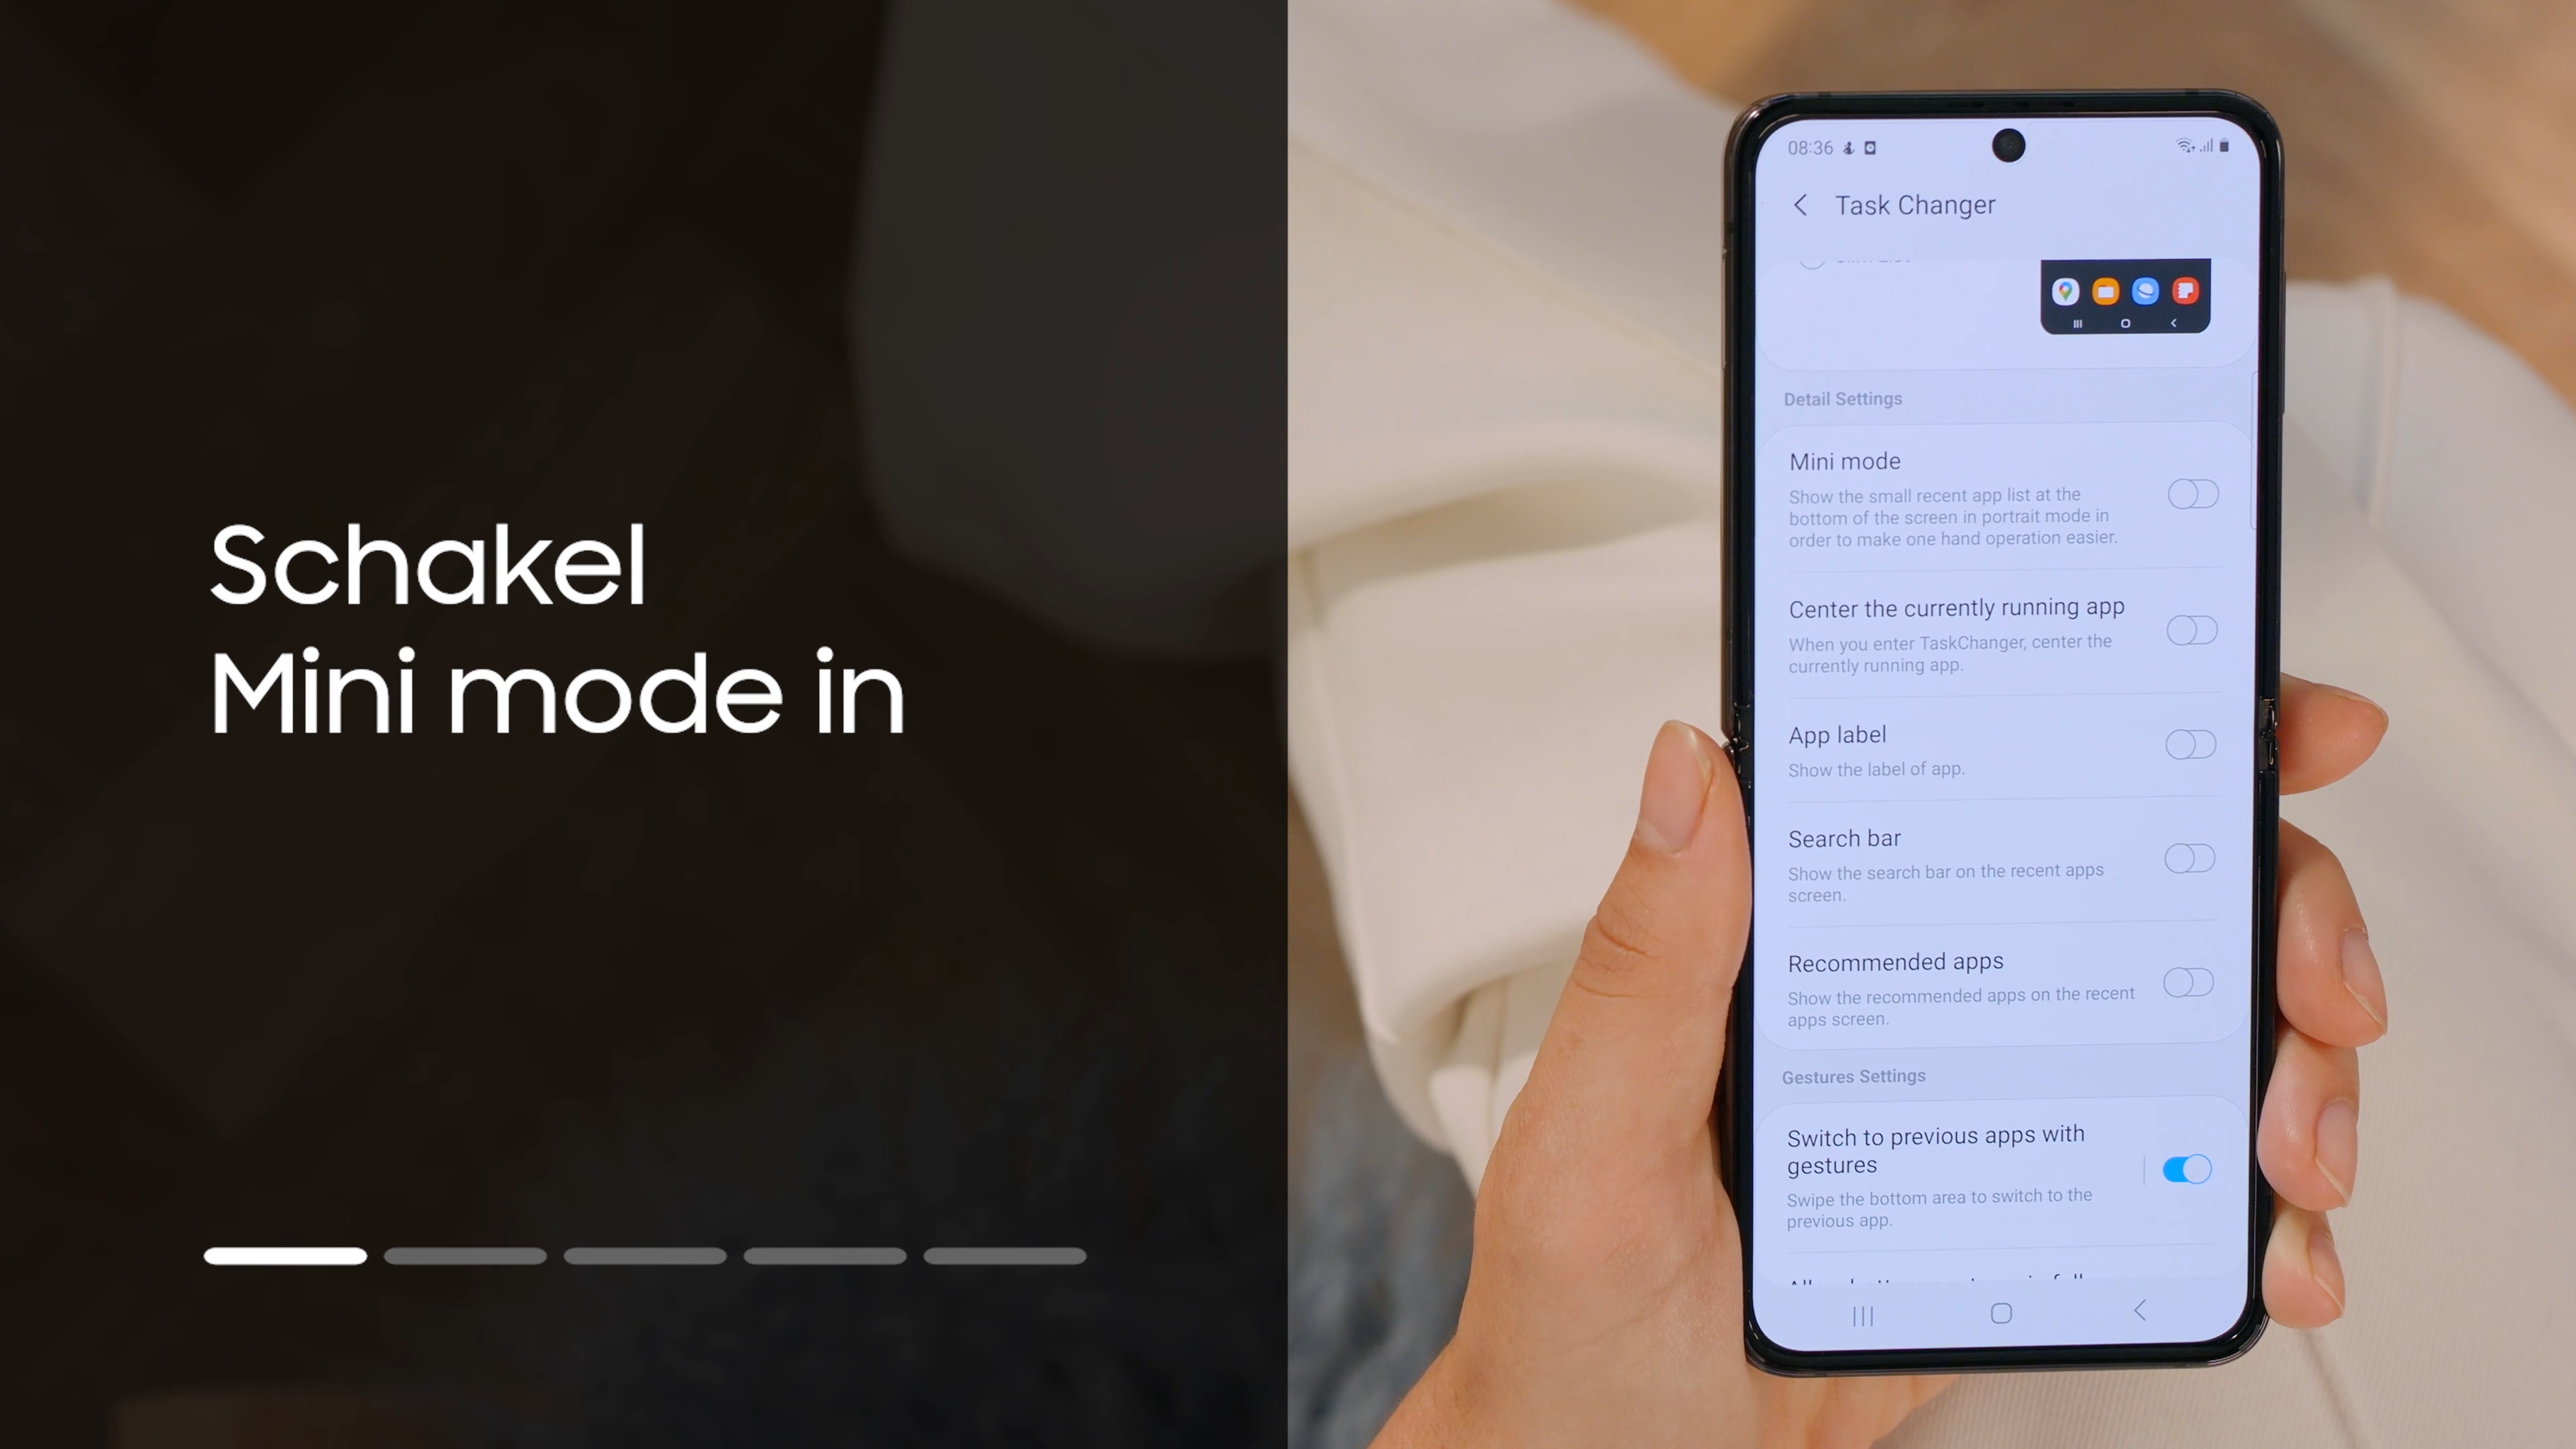 Schakel
Mini mode in
08:36
Task Changer
Detail Settings
Mini mode
Show the small recent app list at the
bottom of the screen in portrait mode in
order to make one hand operation easier.
Center the currently running app
When you enter TaskChanger, center the
currently running app.
App label
Show the label of app.
Search bar
Show the search bar on the recent apps
screen.
Recommended apps
Show the recommended apps on the recent
apps screen.
Gestures Settings
Switch to previous apps with
gestures
Swipe the bottom area to switch to the
previous app.